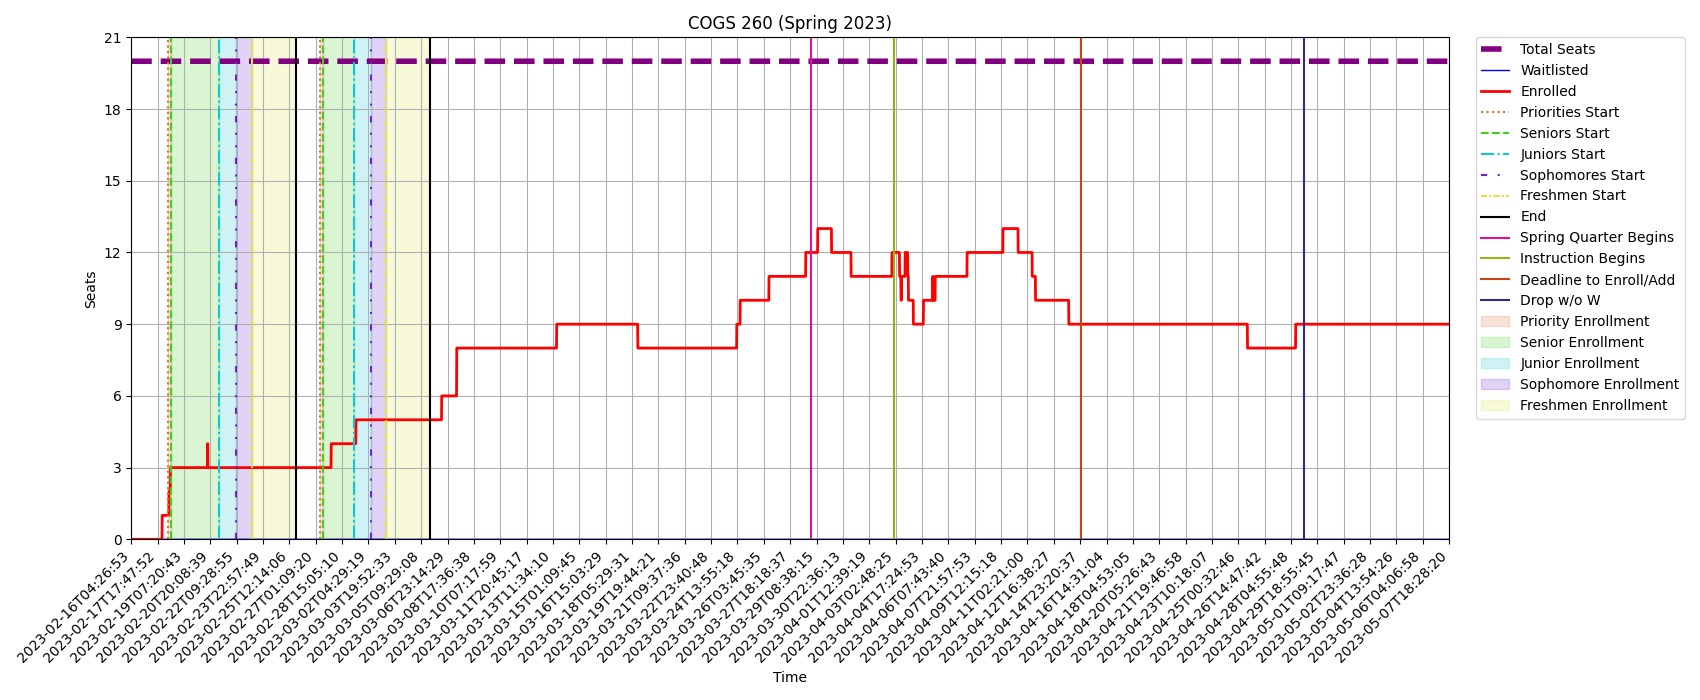 COGS 260 (Spring 2023)
Seats
21
18
15
12
9
6
3
0
2023-02-16T04:26:53
2023-02-17T17:47:52
2023-02-19T07:20:43
2023-02-20T20:08:39
2023-02-22T09:28:55
2023-02-23T22:57:49
2023-02-25T12:14:06
2023-02-27T01:09:20
2023-02-28T15:05:10
2023-03-02T04:29:19
2023-03-03T19:52:33
2023-03-05T09:29:08
2023-03-06T23:14:29
2023-03-08T13:36:38
2023-03-10T07:17:59
2023-03-11T20:45:17
2023-03-13T11:34:10
2023-03-15T01:09:45
2023-03-16T15:03:29
2023-03-18T05:29:31
2023-03-19T19:44:21
2023-03-21T09:37:36
2023-03-22T23:40:48
2023-03-24T13:55:18
2023-03-26T03:45:35
2023-03-27T18:18:37
2023-03-29T08:38:15
2023-03-30T22:36:13
2023-04-01T12:39:19
2023-04-03T02:48:25
2023-04-04T17:24:53
2023-04-06T07:43:40
2023-04-07T21:57:53
2023-04-09T12:15:18
2023-04-11T02:21:00
2023-04-12T16:38:27
2023-04-14T23:20:37
2023-04-16T14:31:04
2023-04-18T04:53:05
2023-04-20T05:26:43
2023-04-21T19:46:58
2023-04-23T10:18:07
2023-04-25T00:32:46
2023-04-26T14:47:42
2023-04-28T04:55:48
2023-04-29T18:55:45
2023-05-01T09:17:47
2023-05-02T23:36:28
2023-05-04T13:54:26
2023-05-06T04:06:58
2023-05-07T18:28:20
Time
Total Seats
Waitlisted
Enrolled
Priorities Start
Seniors Start
Juniors Start
Sophomores Start
Freshmen Start
End
Spring Quarter Begins
Instruction Begins
Deadline to Enroll/Add
Drop w/o W
Priority Enrollment
Senior Enrollment
Junior Enrollment
Sophomore Enrollment
Freshmen Enrollment